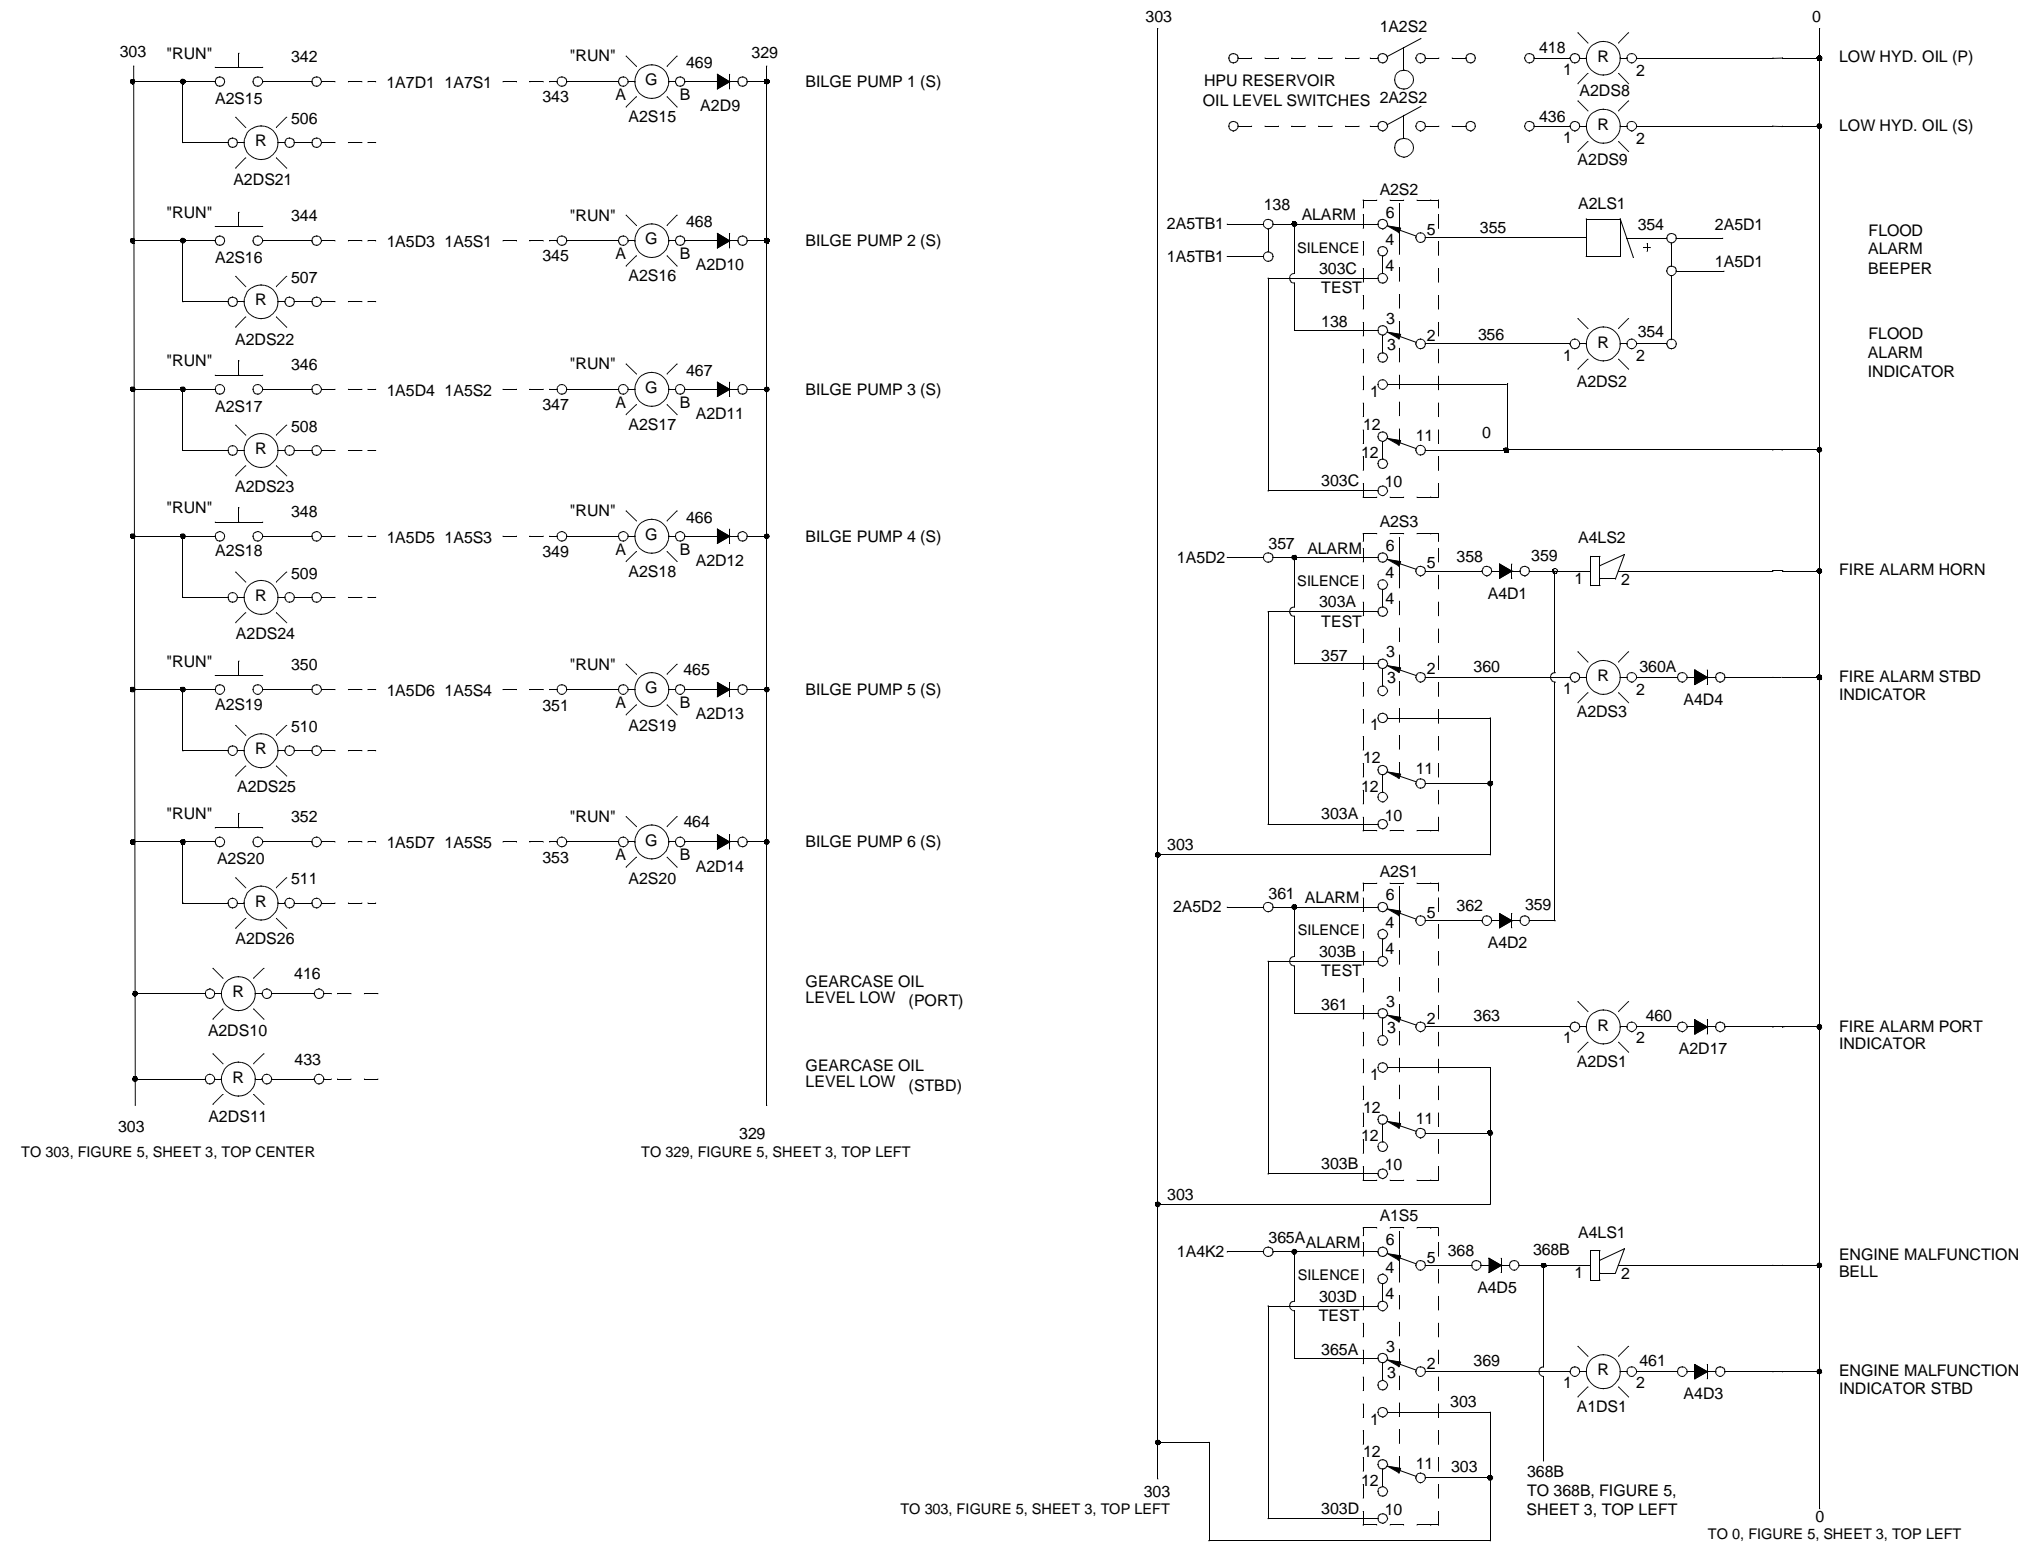 303
"RUN"
342
A2S15
1A7D1 1A7S1
343
"RUN"
A
G
B
469
A2S15
A2D9
329
BILGE PUMP 1 (S)
R
506
A2DS21
"RUN"
344
A2S16
1A5D3 1A5S1
345
"RUN"
A
G
B
468
A2S16
A2D10
BILGE PUMP 2 (S)
R
507
A2DS22
"RUN"
346
A2S17
1A5D4 1A5S2
347
"RUN"
A
G
B
467
A2S17
A2D11
BILGE PUMP 3 (S)
R
508
A2DS23
"RUN"
348
A2S18
1A5D5 1A5S3
349
"RUN"
A
G
B
466
A2S18
A2D12
BILGE PUMP 4 (S)
R
509
A2DS24
"RUN"
350
A2S19
1A5D6 1A5S4
351
"RUN"
A
G
B
465
A2S19
A2D13
BILGE PUMP 5 (S)
R
510
A2DS25
"RUN"
352
A2S20
1A5D7 1A5S5
353
"RUN"
A
G
B
464
A2S20
A2D14
BILGE PUMP 6 (S)
R
511
A2DS26
R
416
A2DS10
GEARCASE OIL
LEVEL LOW (PORT)
R
433
A2DS11
GEARCASE OIL
LEVEL LOW (STBD)
303
TO 303, FIGURE 5, SHEET 3, TOP CENTER
329
TO 329, FIGURE 5, SHEET 3, TOP LEFT
303
0
1A2S2
HPU RESERVOIR
OIL LEVEL SWITCHES
2A2S2
418
1
R
2
A2DS8
LOW HYD. OIL (P)
436
1
R
2
A2DS9
LOW HYD. OIL (S)
A2S2
2A5TB1
138
1A5TB1
ALARM
6
5
4
SILENCE
4
303C
TEST
355
A2LS1
354
+
2A5D1
1A5D1
FLOOD
ALARM
BEEPER
138
3
3
2
356
1
R
2
354
A2DS2
FLOOD
ALARM
INDICATOR
1
12
12
11
0
303C
10
A2S3
1A5D2
357
ALARM
6
5
4
SILENCE
4
303A
TEST
358
A4D1
359
A4LS2
1
2
FIRE ALARM HORN
357
3
3
2
360
1
R
2
360A
A2DS3
A4D4
FIRE ALARM STBD
INDICATOR
1
12
12
11
303A
10
303
A2S1
2A5D2
361
ALARM
6
5
4
SILENCE
4
303B
TEST
362
A4D2
359
361
3
3
2
363
1
R
2
460
A2DS1
A2D17
FIRE ALARM PORT
INDICATOR
1
12
12
11
303B
10
303
A1S5
1A4K2
365A
ALARM
6
5
4
SILENCE
4
303D
TEST
368
A4D5
368B
A4LS1
1
2
ENGINE MALFUNCTION
BELL
365A
3
3
2
369
1
R
2
461
A1DS1
A4D3
ENGINE MALFUNCTION
INDICATOR STBD
1
303
12
12
11
303
303D
10
303
TO 303, FIGURE 5, SHEET 3, TOP LEFT
368B
TO 368B, FIGURE 5,
SHEET 3, TOP LEFT
0
TO 0, FIGURE 5, SHEET 3, TOP LEFT